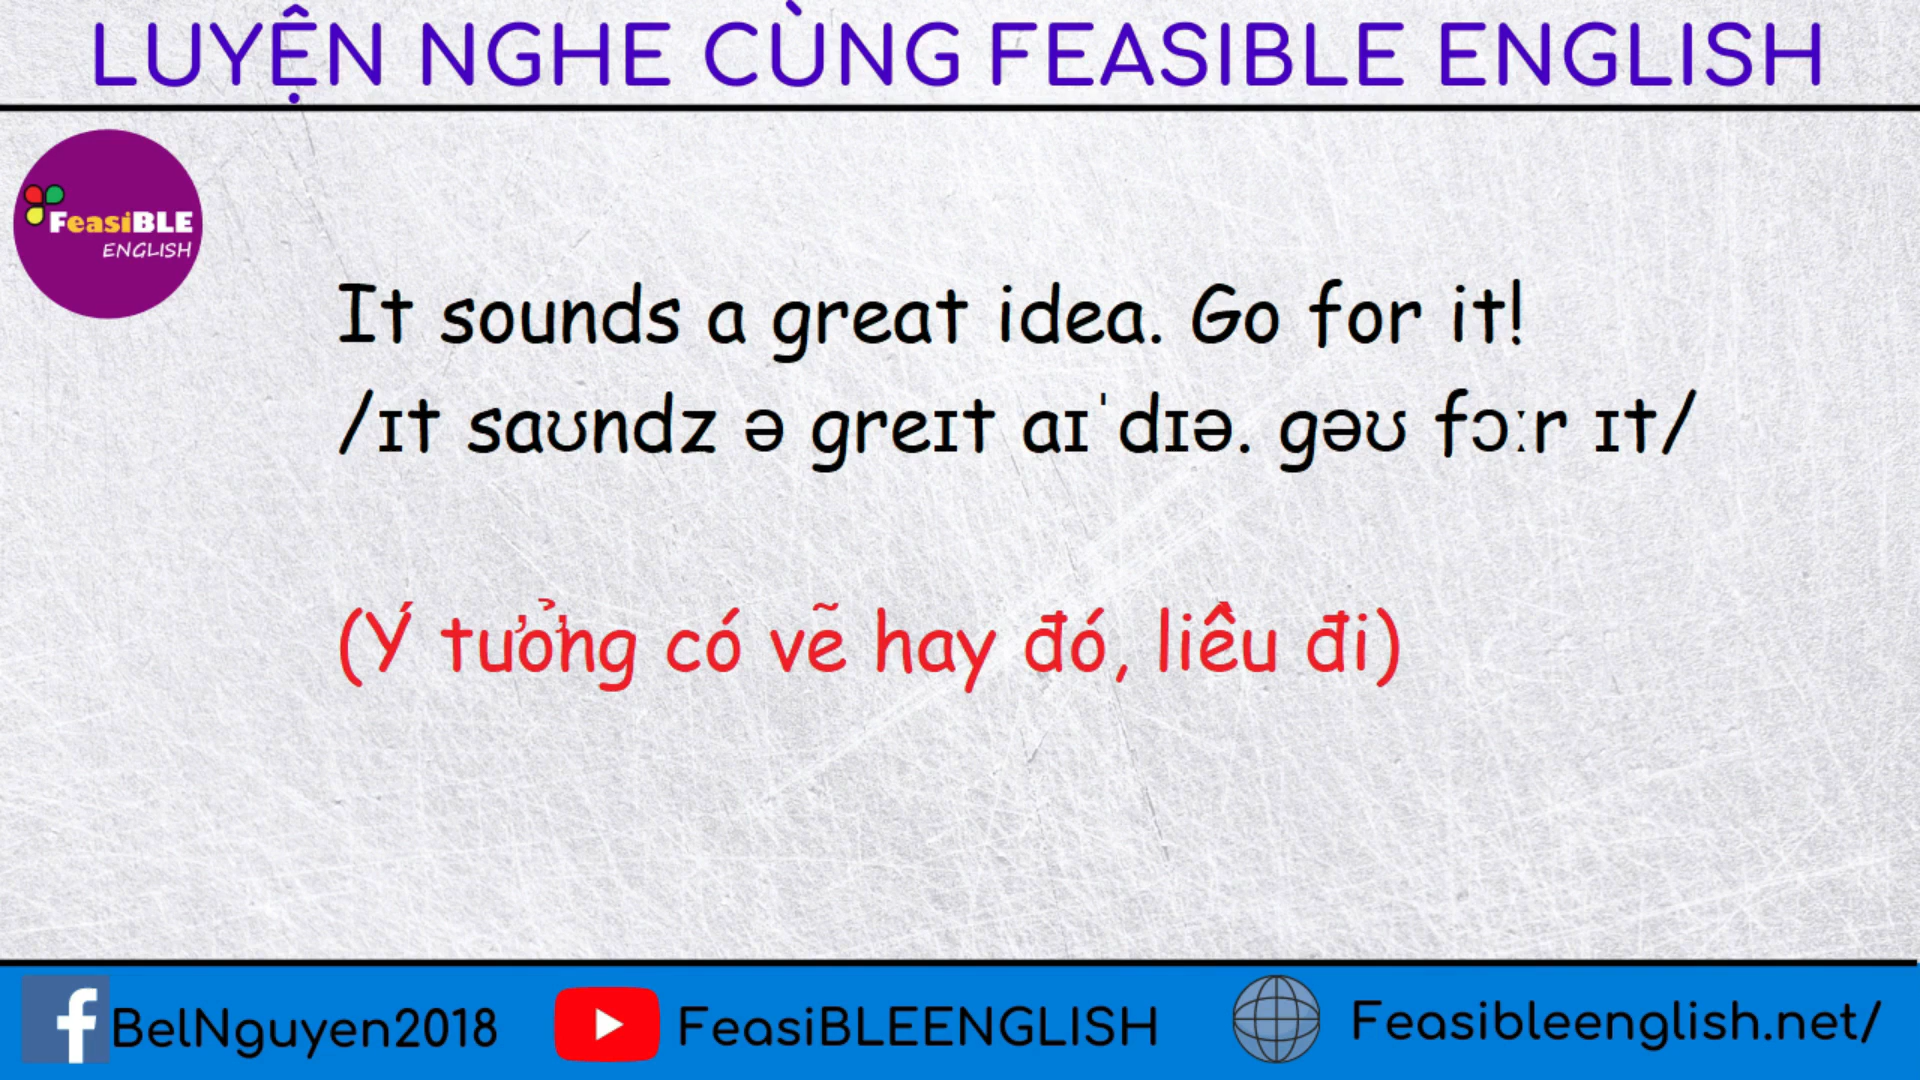 LUYỆN NGHE CÙNG FEASIBLE ENGLISH
FeasiBLE
ENGLISH
It sounds a great idea. Go for it!
/ɪt saʊndz ə greɪt aɪˈdɪə. gəʊ fɔːr ɪt/
(Ý tưởng có vẽ hay đó, liều đi)
BelNguyen2018
FeasiBLEENGLISH
Feasibleenglish.net/